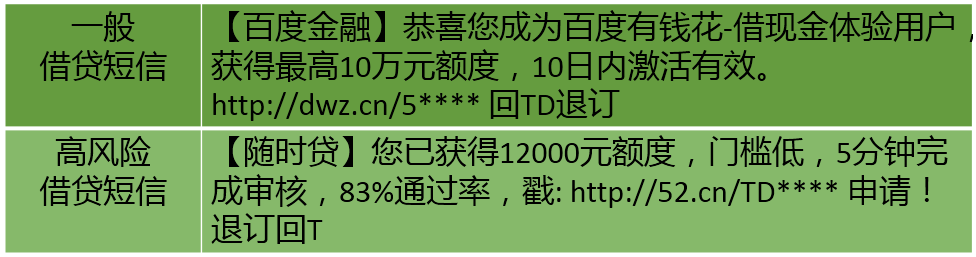 一般
借贷短信
【百度金融】恭喜您成为百度有钱花-借现金体验用户，
获得最高10万元额度，10日内激活有效。
http://dwz.cn/5**** 回TD退订
高风险
借贷短信
【随时贷】您已获得12000元额度，门槛低，5分钟完
成审核，83%通过率，戳: http://52.cn/TD**** 申请！
退订回T